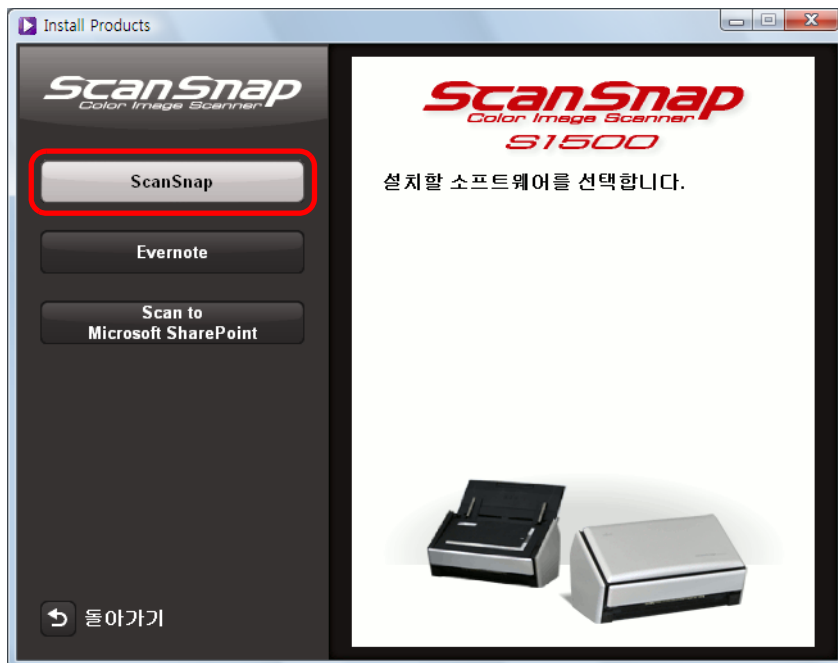 Install Products
ScanSnap
Color Image Scanner
ScanSnap
Evernote
Scan to
Microsoft SharePoint
돌아가기
ScanSnap
Color Image Scanner
S1500
설치할 소프트웨어를 선택합니다.